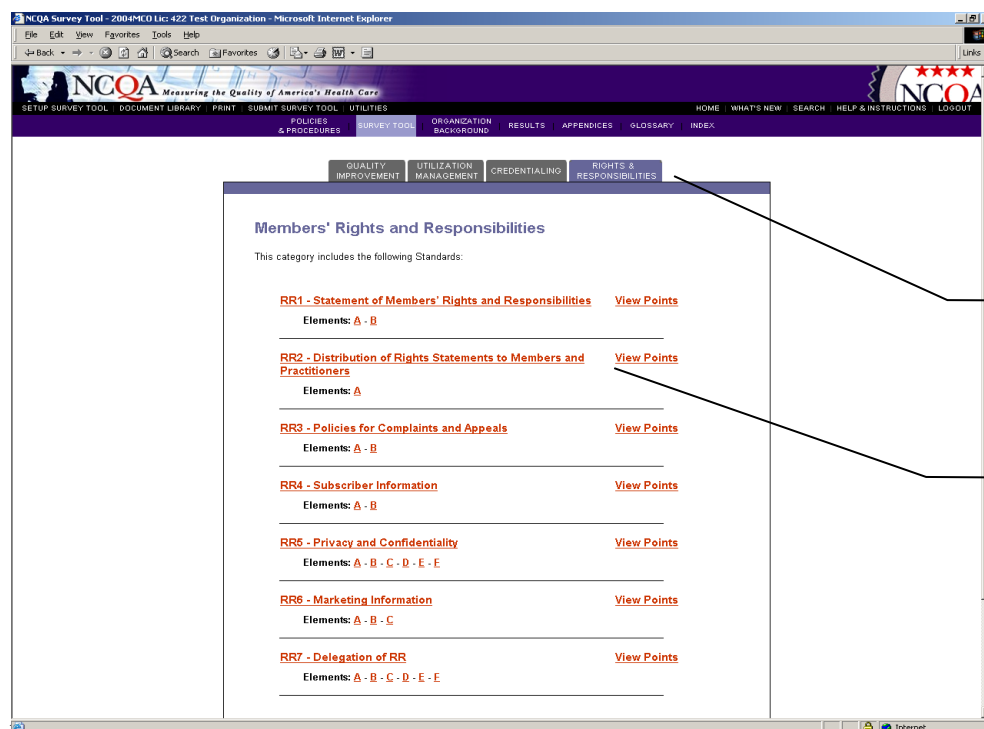 NCQA Survey Tool - 2004MCO Lic: 422 Test Organization - Microsoft Internet Explorer
File Edit View Favorites Tools Help
Back Search Favorites Links
NCQA Measuring the Quality of America's Health Care
NCQA
SETUP SURVEY TOOL | DOCUMENT LIBRARY | PRINT | SUBMIT SURVEY TOOL | UTILITIES HOME | WHAT'S NEW | SEARCH | HELP & INSTRUCTIONS | LOGOUT
POLICIES & PROCEDURES SURVEY TOOL ORGANIZATION BACKGROUND RESULTS APPENDICES GLOSSARY INDEX
QUALITY IMPROVEMENT UTILIZATION MANAGEMENT CREDENTIALING RIGHTS & RESPONSIBILITIES
Members' Rights and Responsibilities
This category includes the following Standards:
RR1 - Statement of Members' Rights and Responsibilities View Points
Elements: A - B
RR2 - Distribution of Rights Statements to Members and View Points
Practitioners
Elements: A
RR3 - Policies for Complaints and Appeals View Points
Elements: A - B
RR4 - Subscriber Information View Points
Elements: A - B
RR5 - Privacy and Confidentiality View Points
Elements: A - B - C - D - E - F
RR6 - Marketing Information View Points
Elements: A - B - C
RR7 - Delegation of RR View Points
Elements: A - B - C - D - E - F
Internet